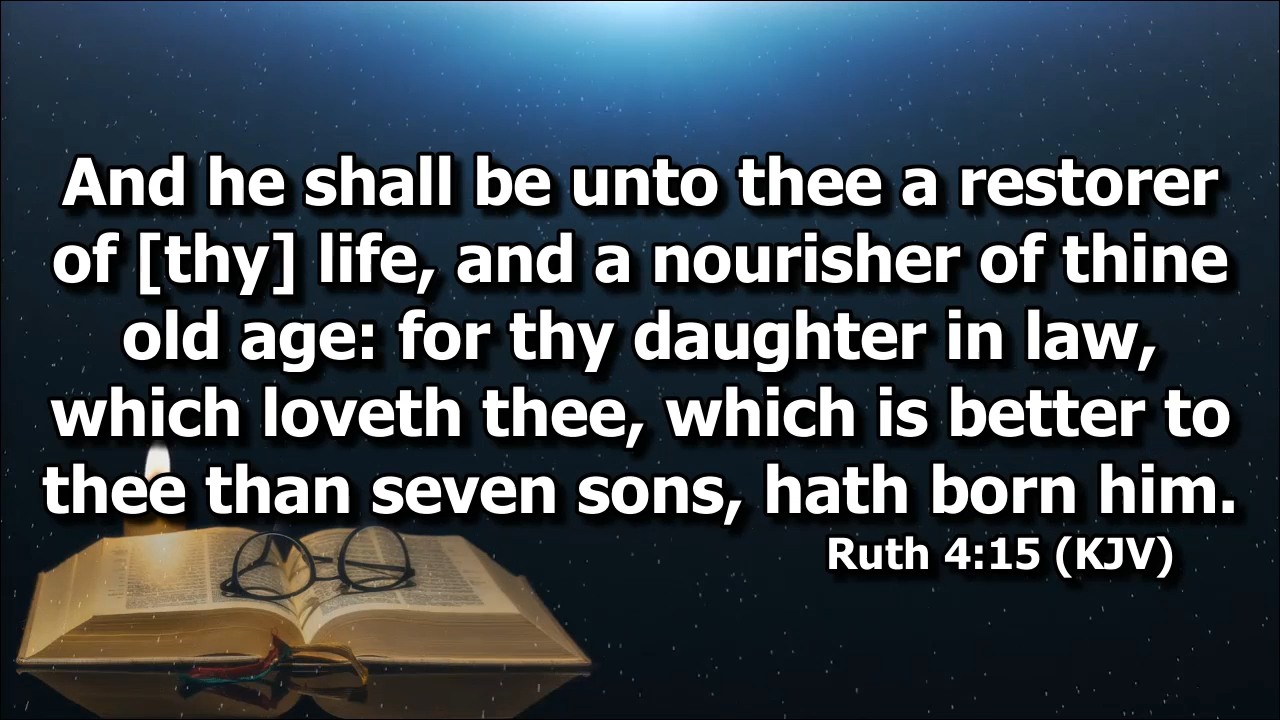 And he shall be unto thee a restorer
of [thy] life, and a nourisher of thine
old age: for thy daughter in law,
which loveth thee, which is better to
thee than seven sons, hath born him.
Ruth 4:15 (KJV)